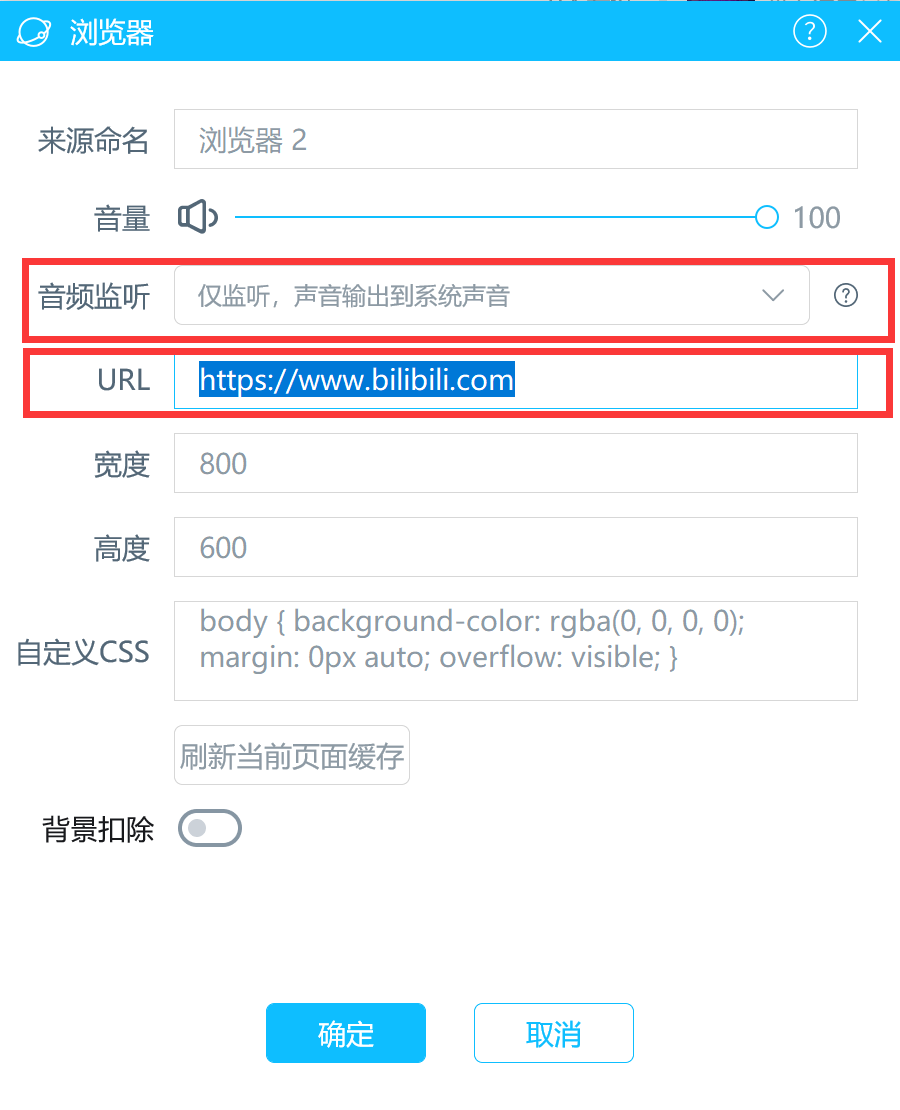 浏览器
来源命名 浏览器 2
音量 100
音频监听 仅监听，声音输出到系统声音
URL https://www.bilibili.com
宽度 800
高度 600
自定义CSS body { background-color: rgba(0, 0, 0, 0);
margin: 0px auto; overflow: visible; }
刷新当前页面缓存
背景扣除
确定 取消